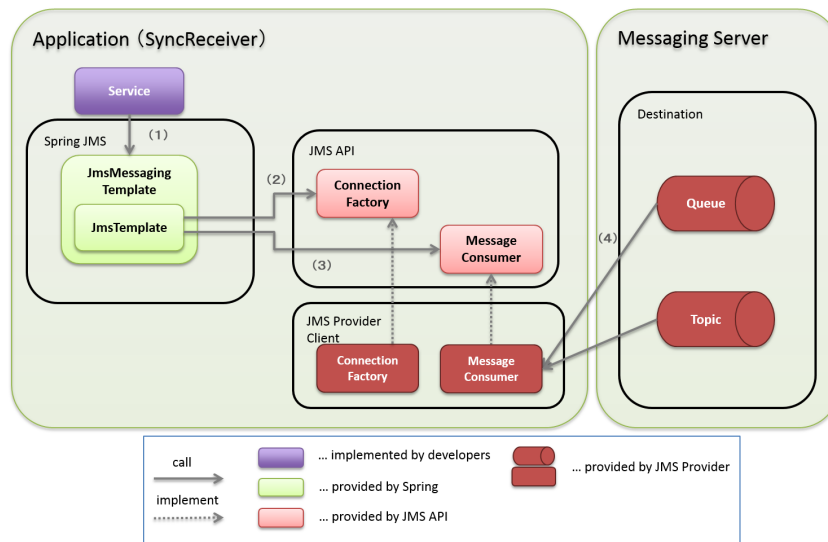 Application (SyncReceiver)
Messaging Server
Service
(1)
Spring JMS
JmsMessaging
Template
JmsTemplate
(2)
(3)
JMS API
Connection
Factory
Message
Consumer
JMS Provider
Client
Connection
Factory
Message
Consumer
Destination
Queue
(4)
Topic
call
implement
... implemented by developers
... provided by Spring
... provided by JMS API
... provided by JMS Provider